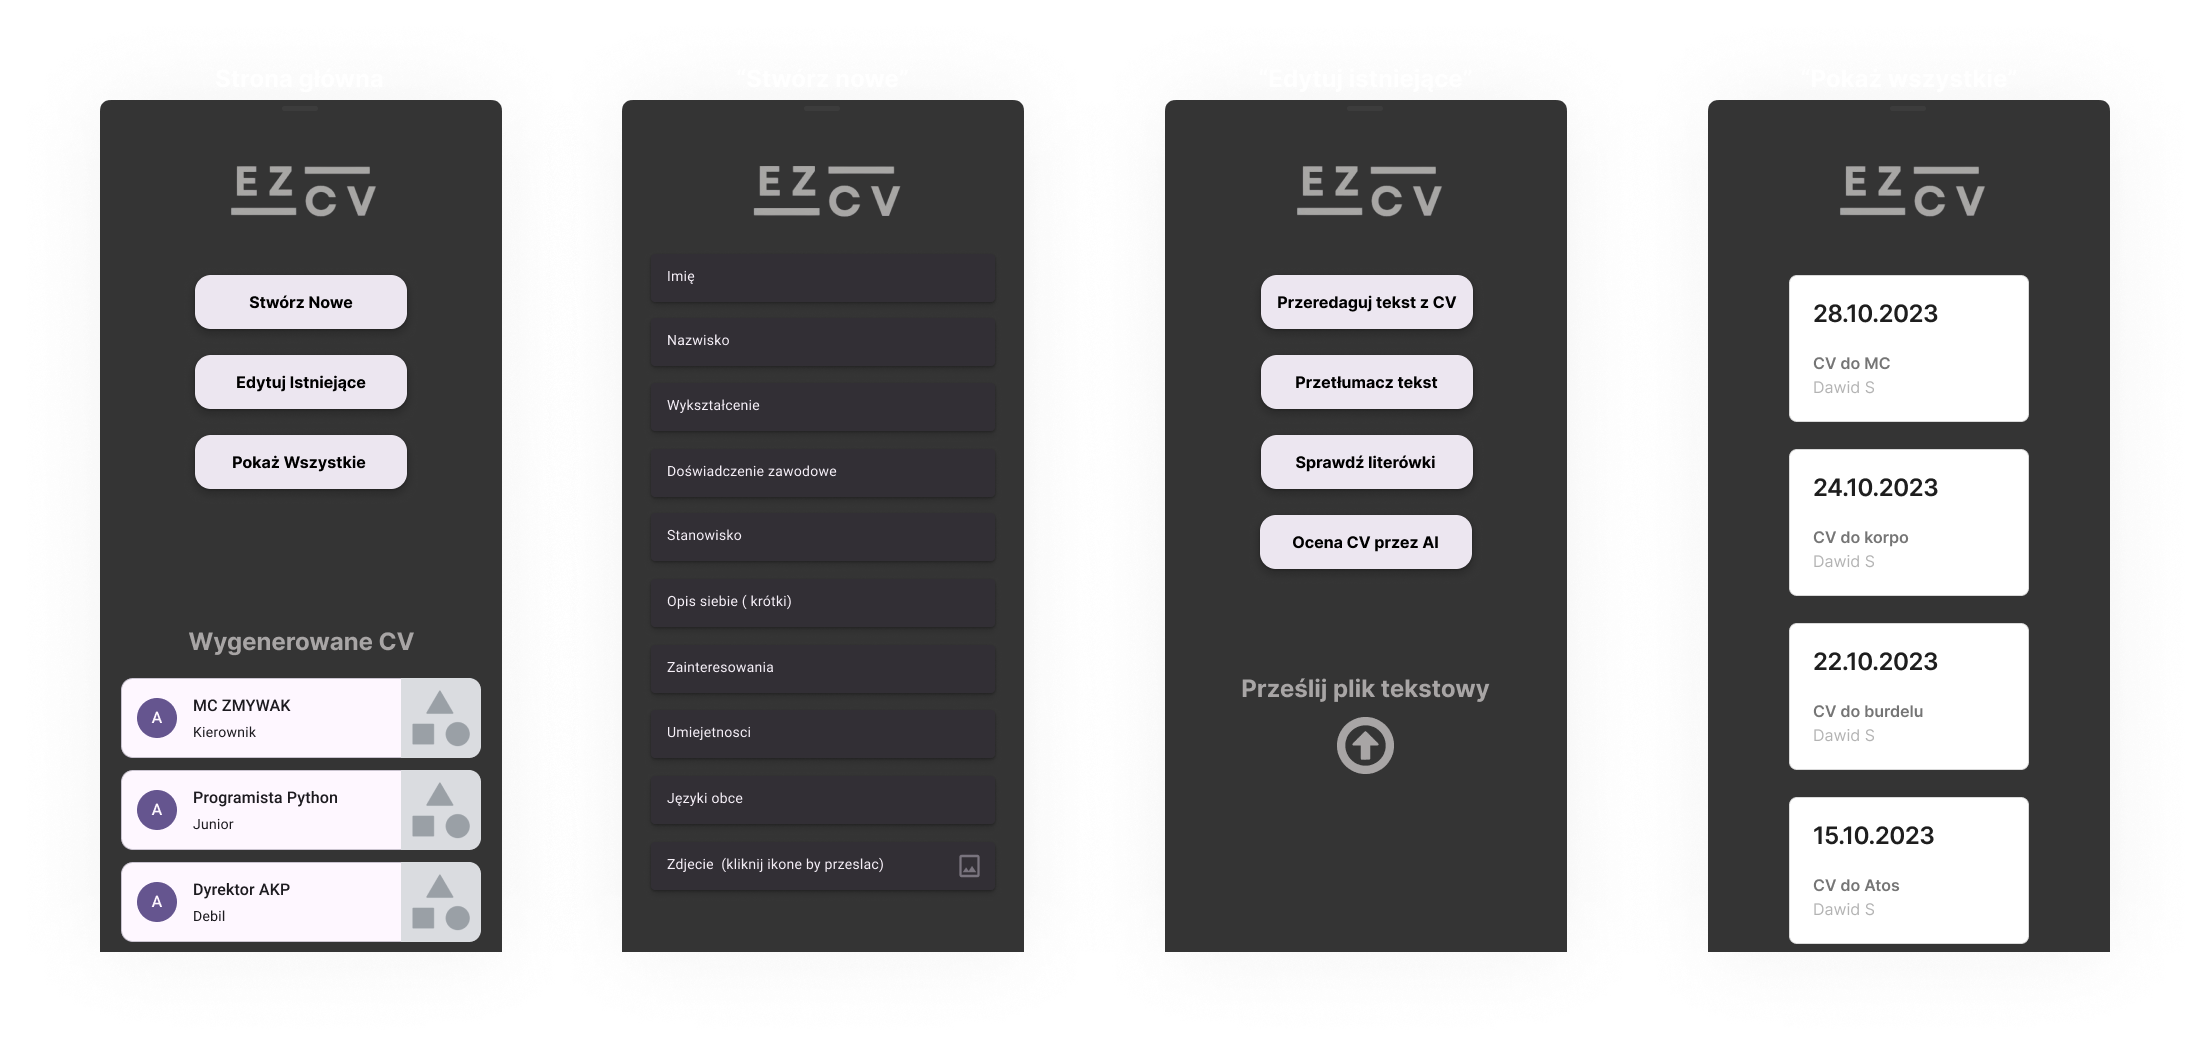 Strona główna
EZ
CV
Stwórz Nowe
Edytuj Istniejące
Pokaż Wszystkie
Wygenerowane CV
A
MC ZMYWAK
Kierownik
A
Programista Python
Junior
A
Dyrektor AKP
Debil
"Stwórz nowe"
EZ
CV
Imię
Nazwisko
Wykształcenie
Doświadczenie zawodowe
Stanowisko
Opis siebie ( krótki)
Zainteresowania
Umiejetnosci
Języki obce
Zdjecie  (kliknij ikone by przeslac)
"Edytuj istniejące"
EZ
CV
Przeredaguj tekst z CV
Przetłumacz tekst
Sprawdź literówki
Ocena CV przez AI
Prześlij plik tekstowy
"Pokaż wszystkie"
EZ
CV
28.10.2023
CV do MC
Dawid S
24.10.2023
CV do korpo
Dawid S
22.10.2023
CV do burdelu
Dawid S
15.10.2023
CV do Atos
Dawid S